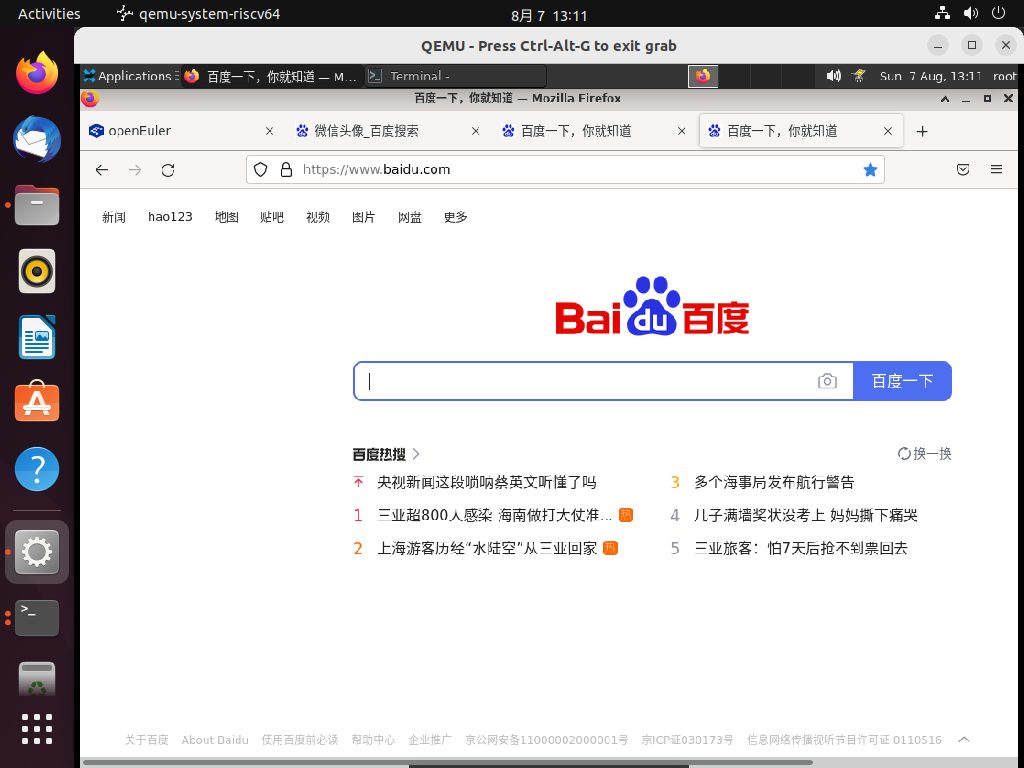 Activities qemu-system-riscv64 8月 7 13:11
QEMU - Press Ctrl-Alt-G to exit grab
Applications 百度一下，你就知道 — M... Terminal - Sun 7 Aug, 13:11 root
百度一下，你就知道 — Mozilla Firefox
openEuler 微信头像_百度搜索 百度一下，你就知道 百度一下，你就知道
https://www.baidu.com
新闻 hao123 地图 贴吧 视频 图片 网盘 更多
Bai du 百度
百度一下
百度热搜 换一换
央视新闻这段唢呐蔡英文听懂了吗 3 多个海事局发布航行警告
1 三亚超800人感染 海南做打大仗准... 热 4 儿子满墙奖状没考上 妈妈撕下痛哭
2 上海游客历经“水陆空”从三亚回家 热 5 三亚旅客：怕7天后抢不到票回去
关于百度 About Baidu 使用百度前必读 帮助中心 企业推广 京公网安备11000002000001号 京ICP证030173号 信息网络传播视听节目许可证 0110516